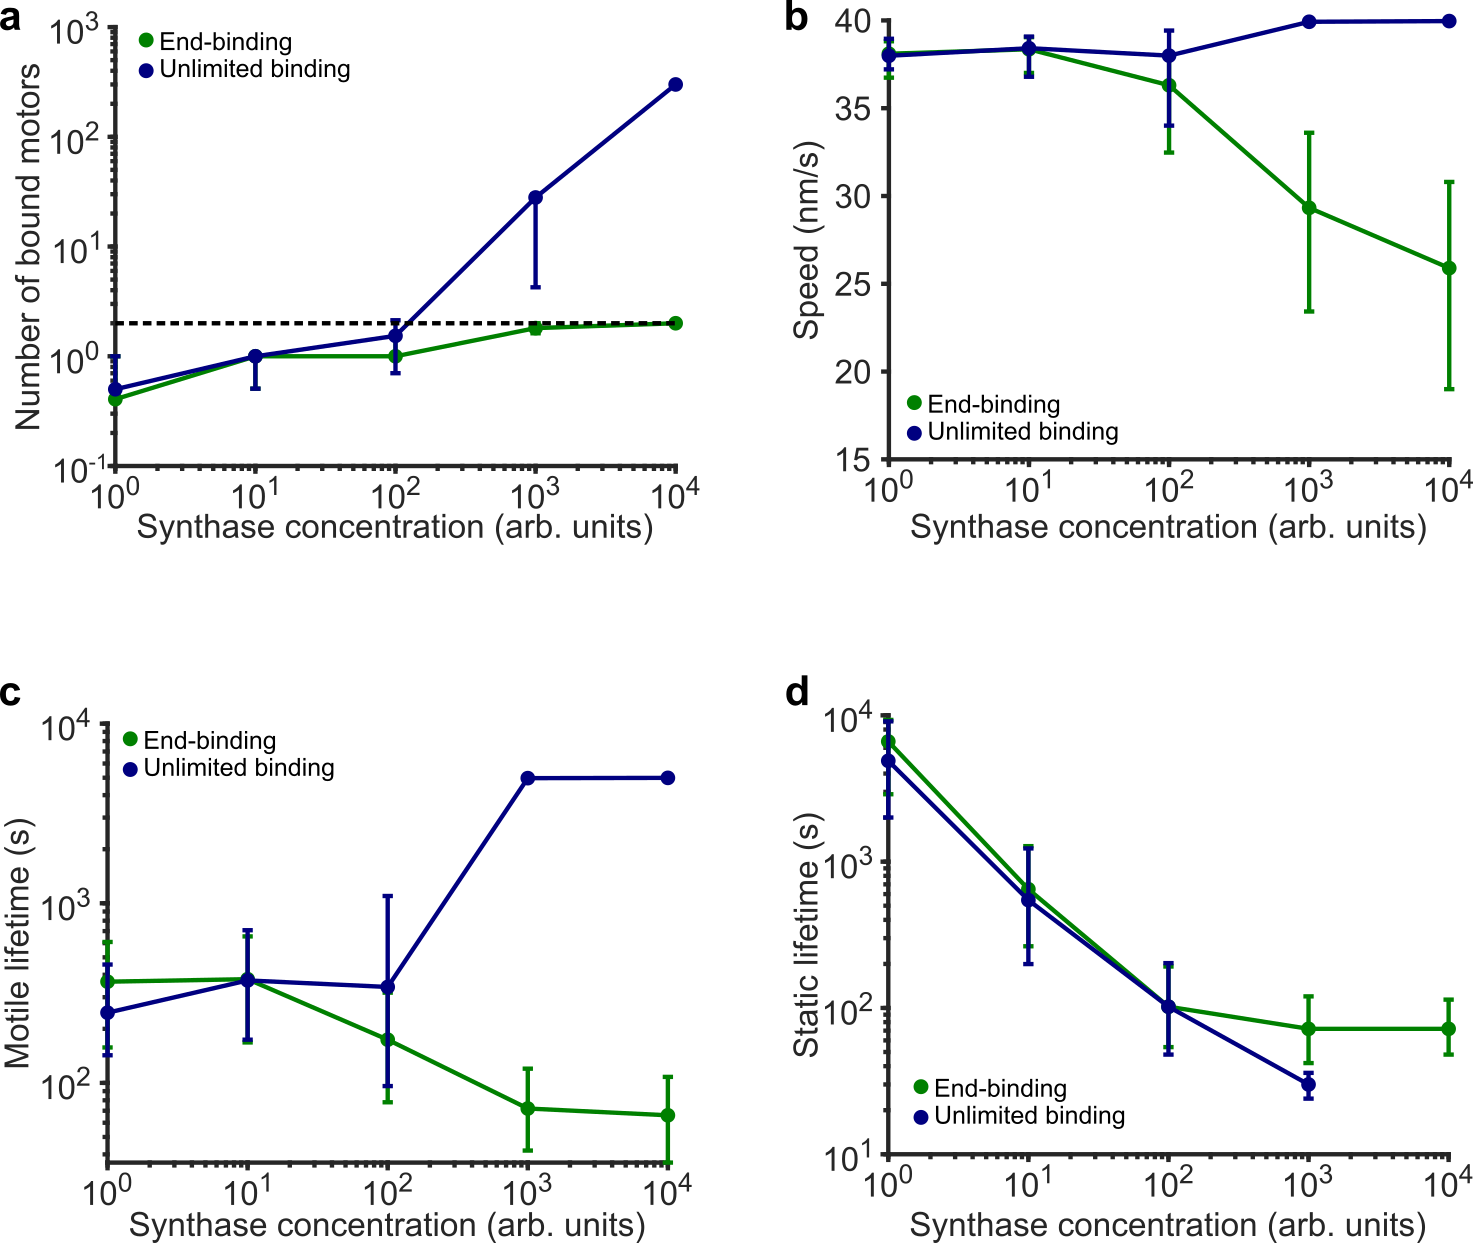 a
10³
10²
10¹
10⁰
10⁻¹
Number of bound motors
End-binding
Unlimited binding
10⁰ 10¹ 10² 10³ 10⁴
Synthase concentration (arb. units)
b
40
35
30
25
20
15
Speed (nm/s)
End-binding
Unlimited binding
10⁰ 10¹ 10² 10³ 10⁴
Synthase concentration (arb. units)
c
10⁴
10³
10²
Motile lifetime (s)
End-binding
Unlimited binding
10⁰ 10¹ 10² 10³ 10⁴
Synthase concentration (arb. units)
d
10⁴
10³
10²
10¹
Static lifetime (s)
End-binding
Unlimited binding
10⁰ 10¹ 10² 10³ 10⁴
Synthase concentration (arb. units)